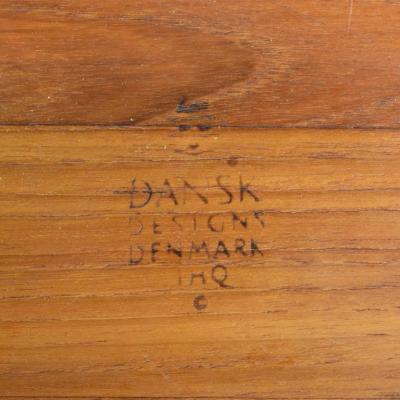 DANSK
DESIGNS
DENMARK
IHQ
©